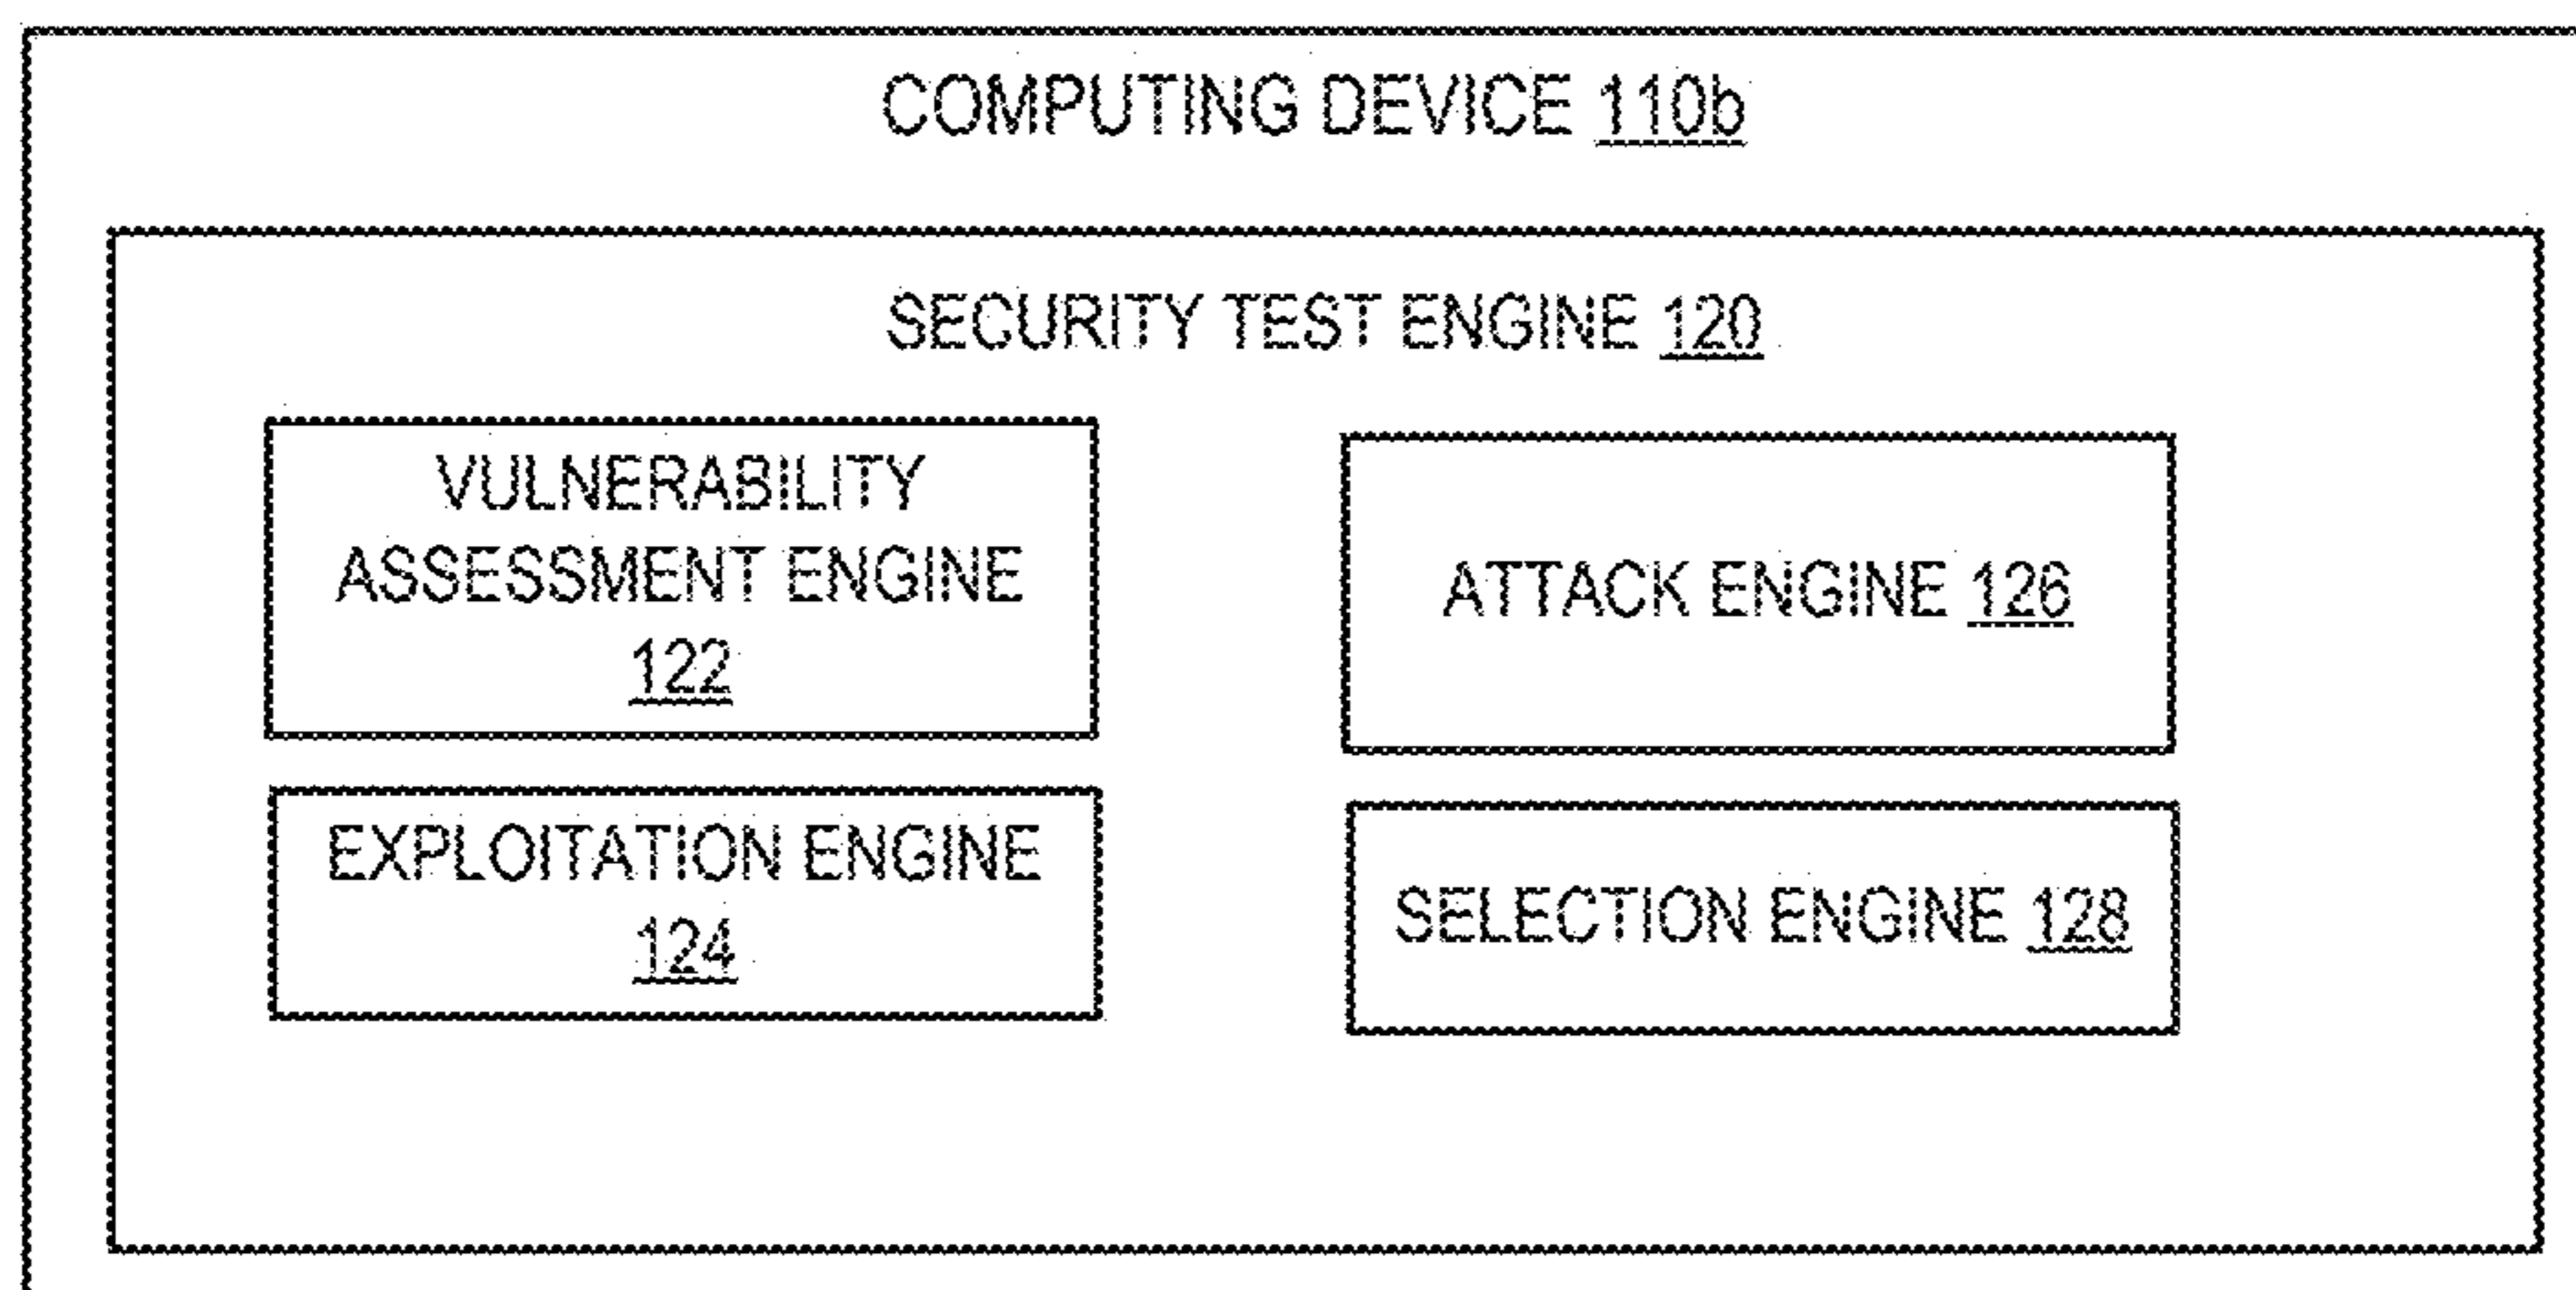 COMPUTING DEVICE 110b
SECURITY TEST ENGINE 120
VULNERABILITY
ASSESSMENT ENGINE
122
EXPLOITATION ENGINE
124
ATTACK ENGINE 126
SELECTION ENGINE 128